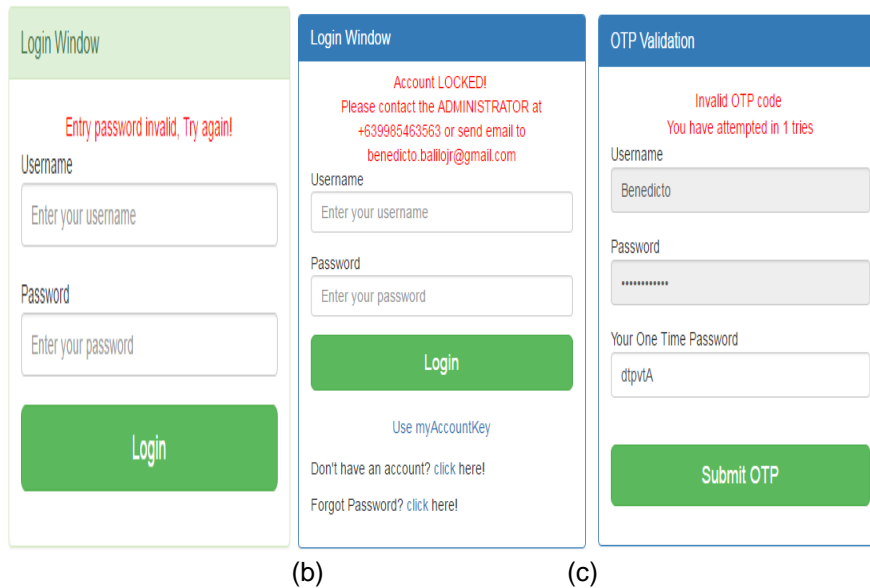 Login Window
Entry password invalid, Try again!
Username
Enter your username
Password
Enter your password
Login
Login Window
Account LOCKED!
Please contact the ADMINISTRATOR at
+639985463563 or send email to
benedicto.balilojr@gmail.com
Username
Enter your username
Password
Enter your password
Login
Use myAccountKey
Don't have an account? click here!
Forgot Password? click here!
OTP Validation
Invalid OTP code
You have attempted in 1 tries
Username
Benedicto
Password
••••••••••••
Your One Time Password
dtpvtA
Submit OTP
(b)
(c)